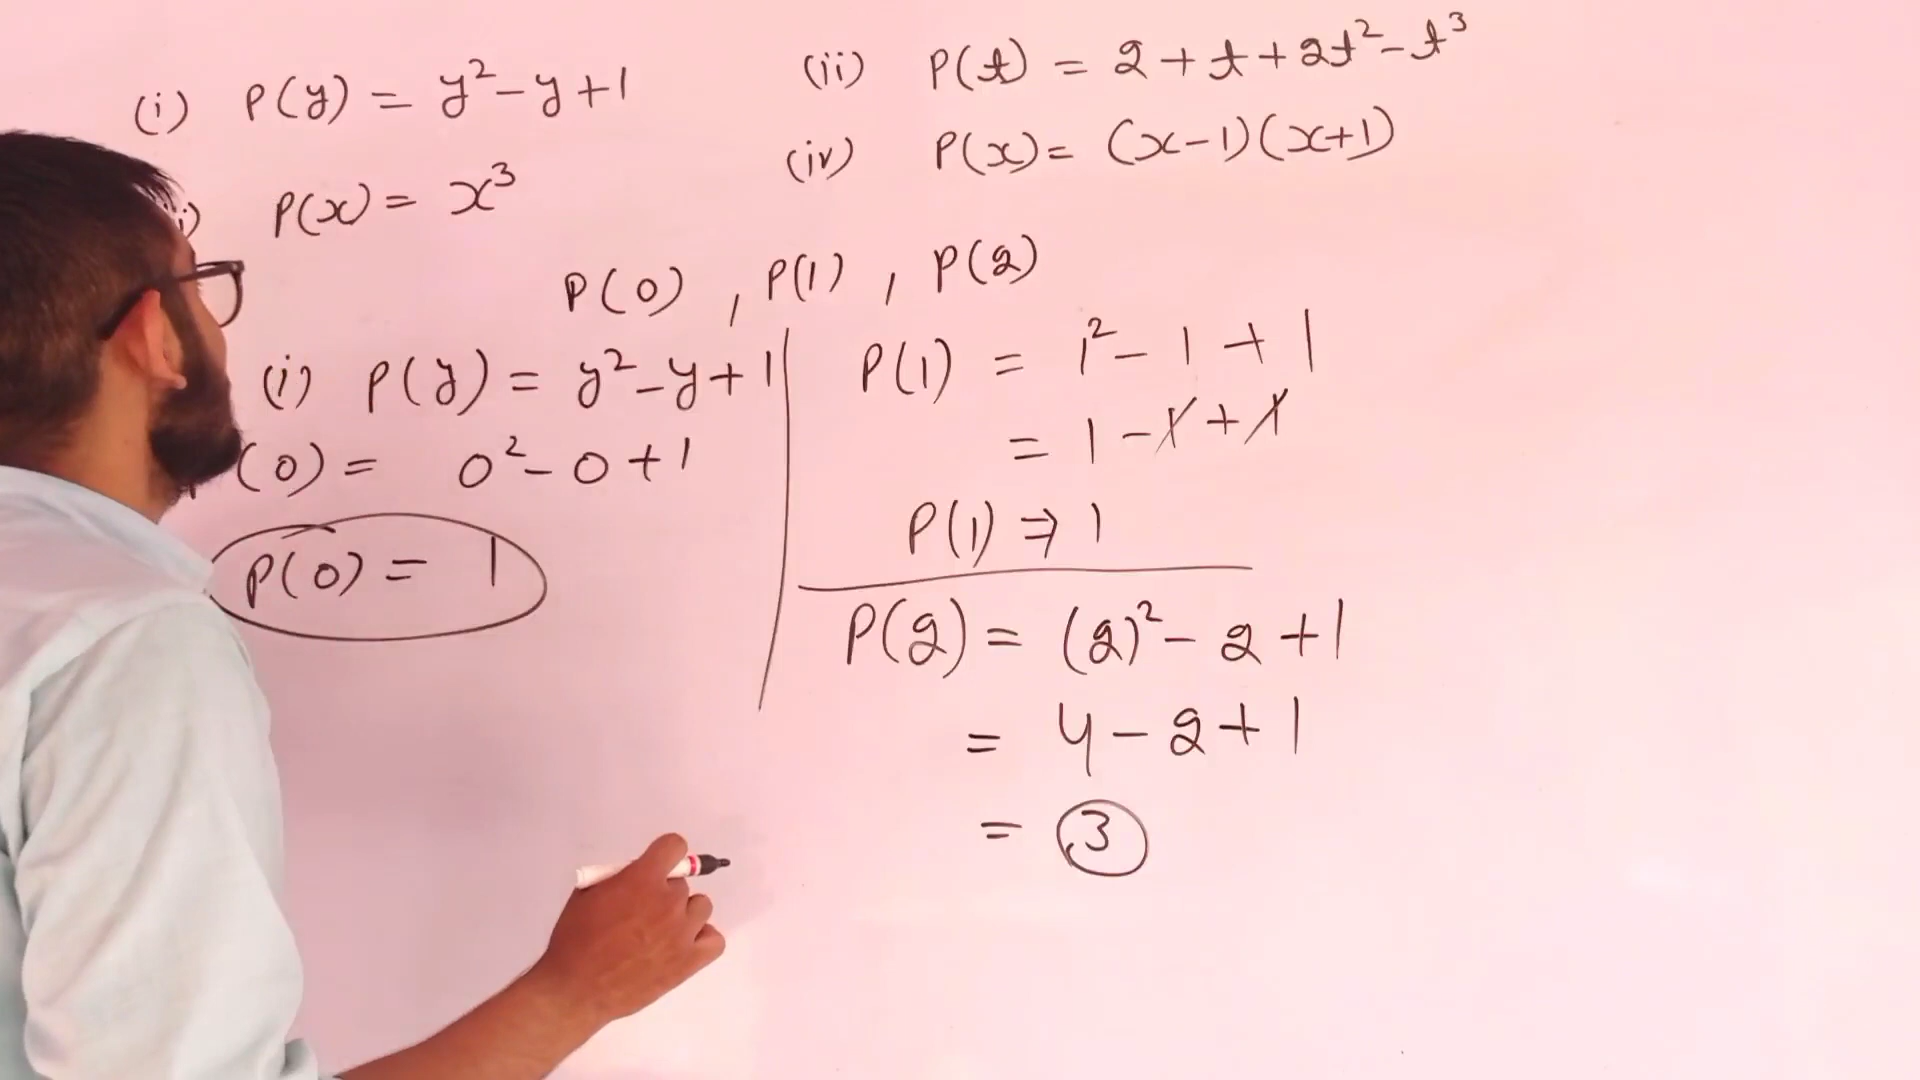 (i) P(y) = y²-y+1
(ii) P(t) = 2+t+2t²-t³
P(x) = x³
(iv) P(x) = (x-1)(x+1)
P(0) , P(1) , P(2)
(i) P(y) = y²-y+1
(0) = 0²-0+1
P(0) = 1
P(1) = 1²-1+1
= 1-1+1
P(1) ⇒ 1
P(2) = (2)²-2+1
= 4-2+1
= 3